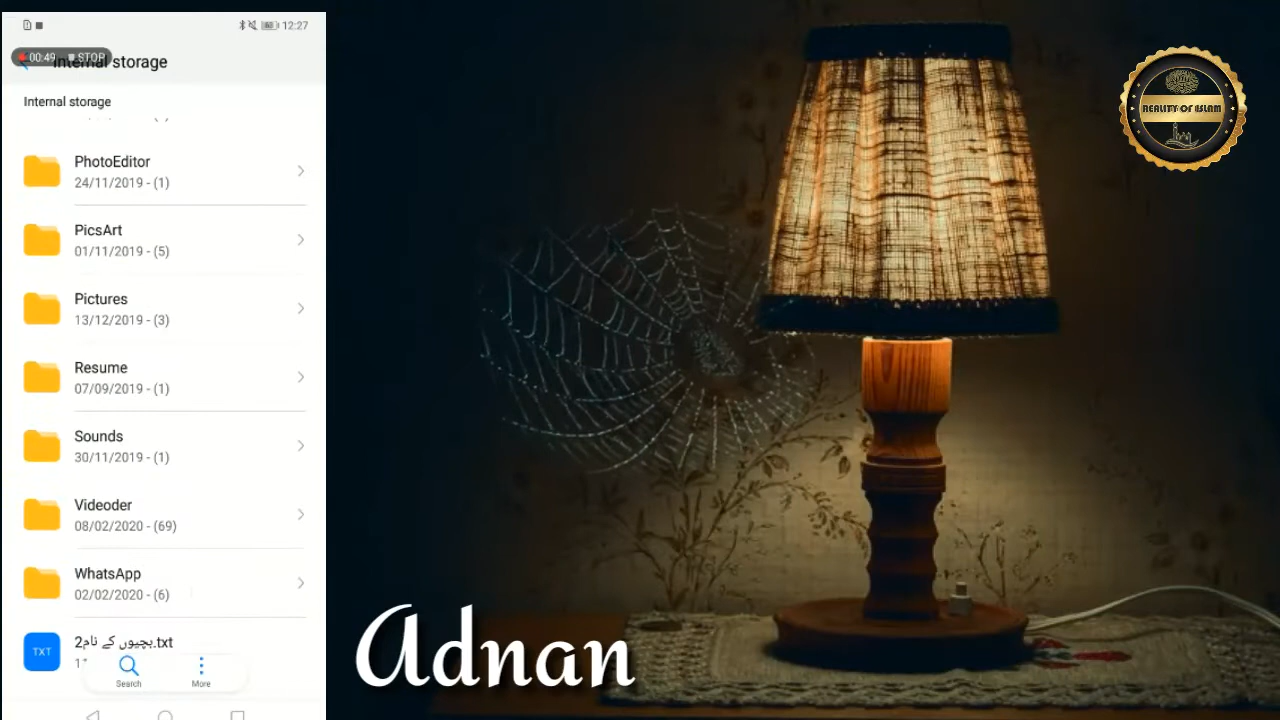 12:27
00:49 STOP
Internal storage
Internal storage
PhotoEditor
24/11/2019 - (1)
PicsArt
01/11/2019 - (5)
Pictures
13/12/2019 - (3)
Resume
07/09/2019 - (1)
Sounds
30/11/2019 - (1)
Videoder
08/02/2020 - (69)
WhatsApp
02/02/2020 - (6)
TXT
بچیوں کے نام2.txt
Search
More
Adnan
REALITY OF ISLAM